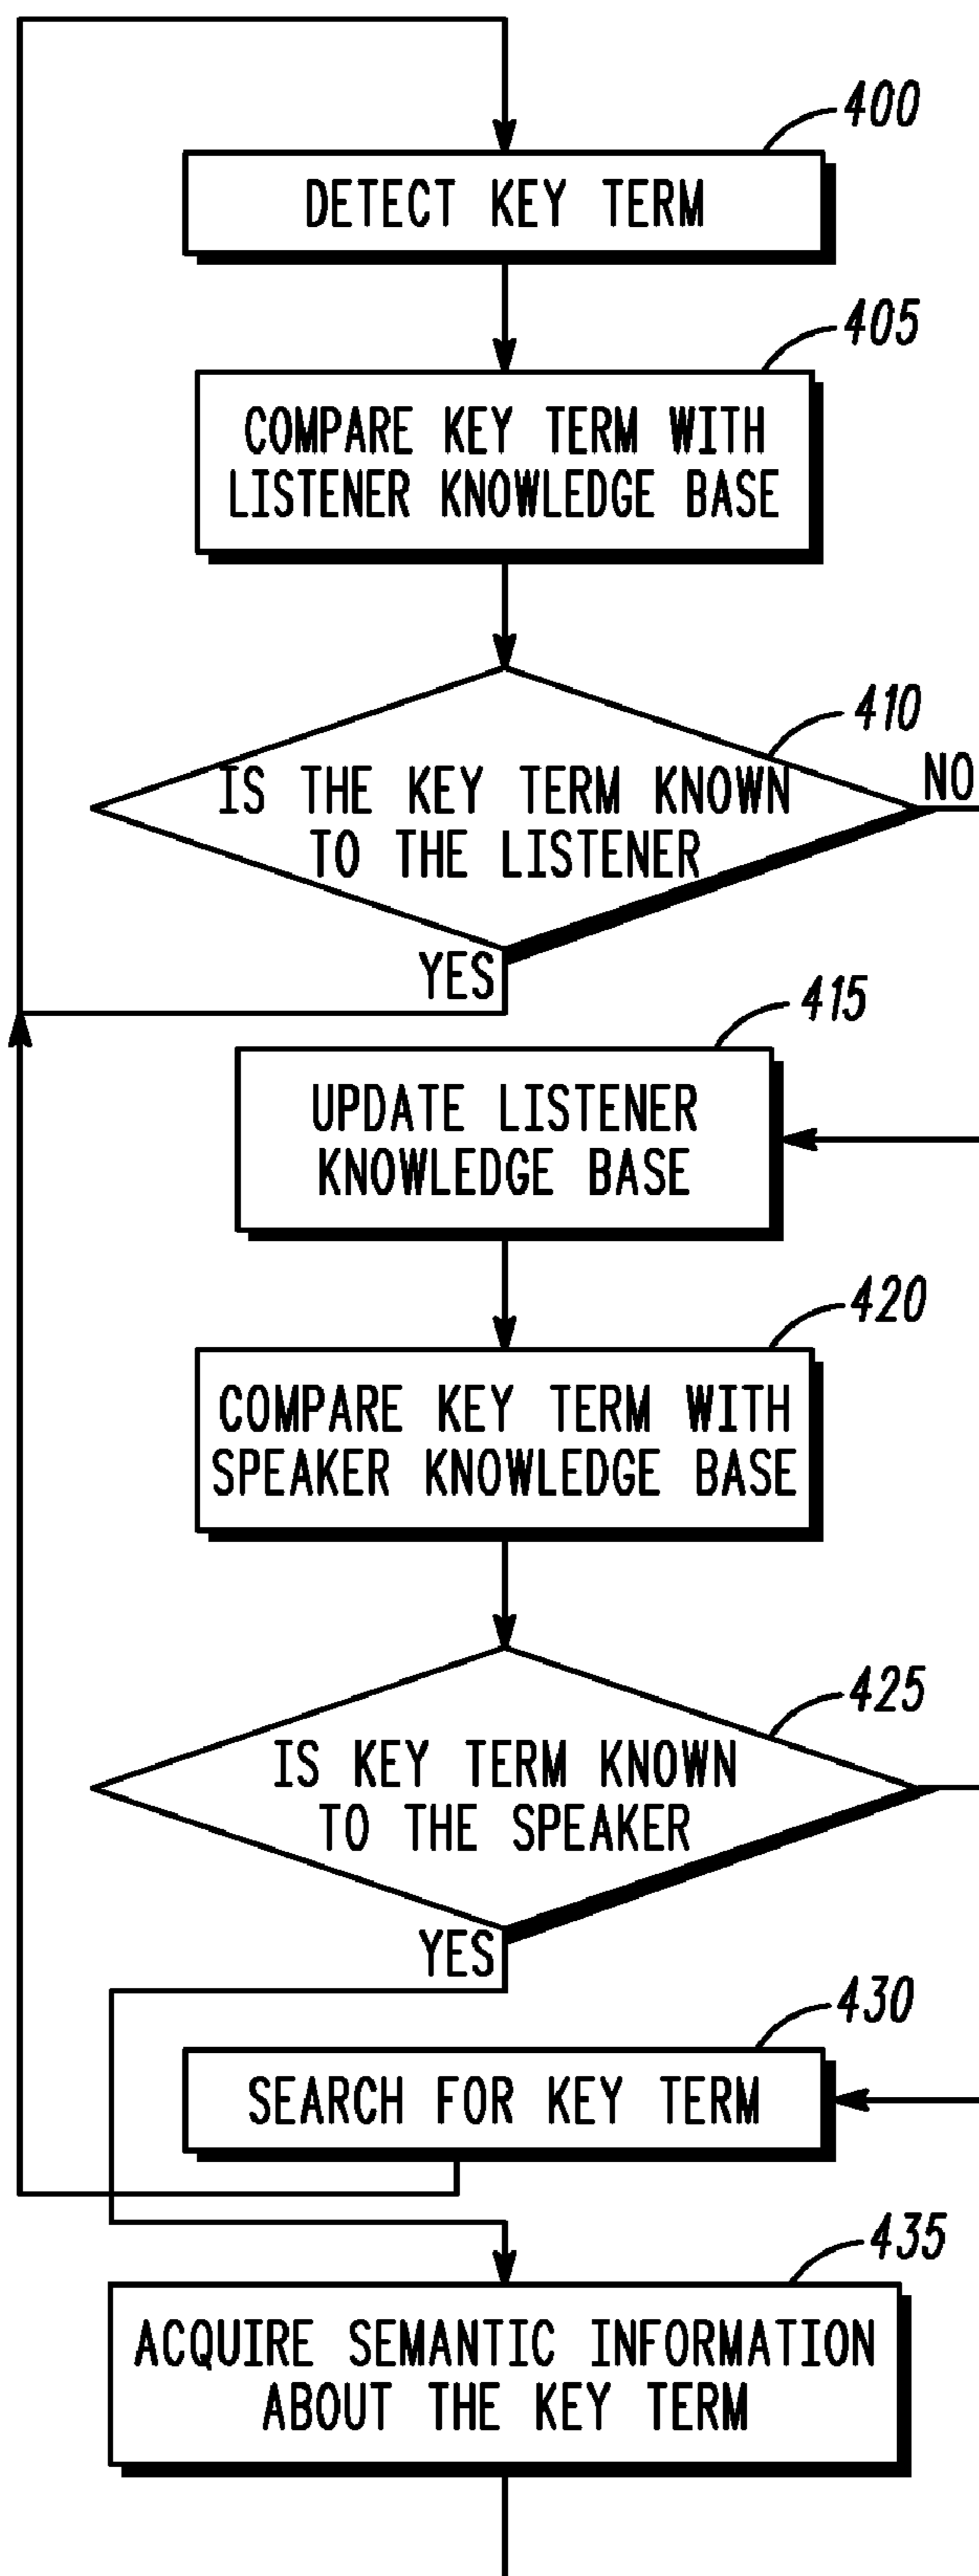 400
DETECT KEY TERM
405
COMPARE KEY TERM WITH
LISTENER KNOWLEDGE BASE
410
NO
IS THE KEY TERM KNOWN
TO THE LISTENER
YES
415
UPDATE LISTENER
KNOWLEDGE BASE
420
COMPARE KEY TERM WITH
SPEAKER KNOWLEDGE BASE
425
IS KEY TERM KNOWN
TO THE SPEAKER
YES
430
SEARCH FOR KEY TERM
435
ACQUIRE SEMANTIC INFORMATION
ABOUT THE KEY TERM